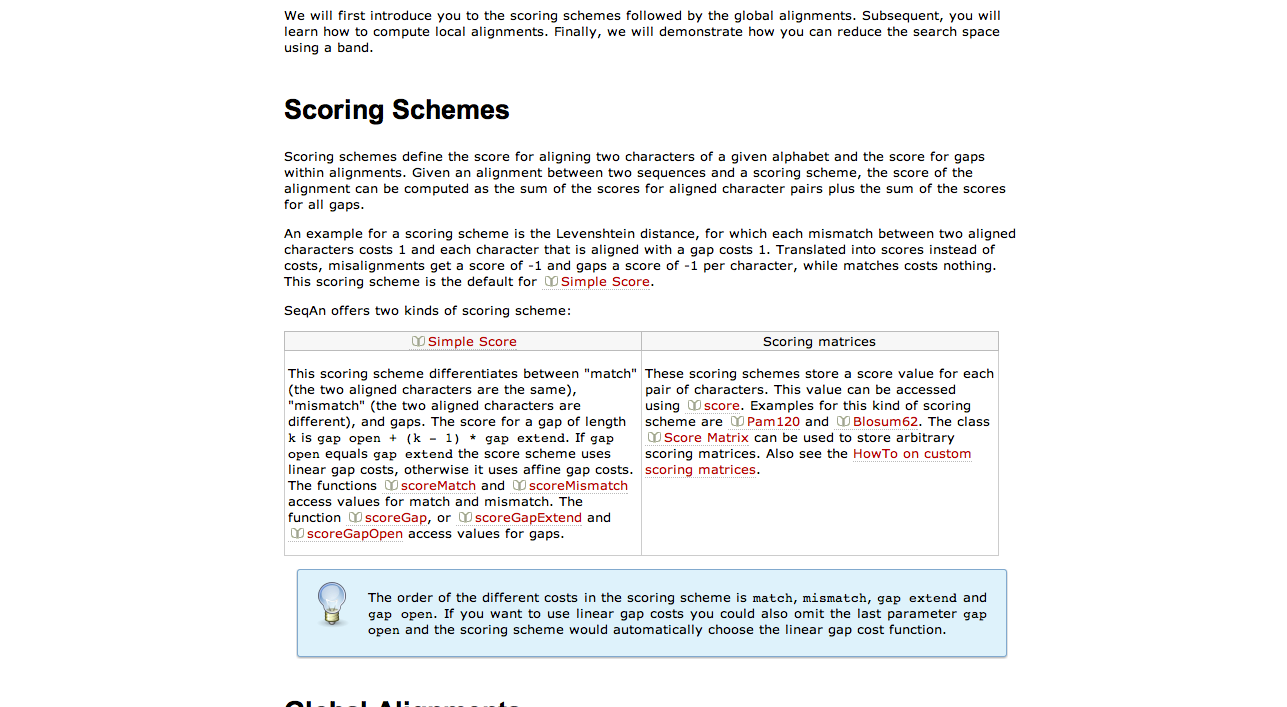 We will first introduce you to the scoring schemes followed by the global alignments. Subsequent, you will
learn how to compute local alignments. Finally, we will demonstrate how you can reduce the search space
using a band.
Scoring Schemes
Scoring schemes define the score for aligning two characters of a given alphabet and the score for gaps
within alignments. Given an alignment between two sequences and a scoring scheme, the score of the
alignment can be computed as the sum of the scores for aligned character pairs plus the sum of the scores
for all gaps.
An example for a scoring scheme is the Levenshtein distance, for which each mismatch between two aligned
characters costs 1 and each character that is aligned with a gap costs 1. Translated into scores instead of
costs, misalignments get a score of -1 and gaps a score of -1 per character, while matches costs nothing.
This scoring scheme is the default for Simple Score.
SeqAn offers two kinds of scoring scheme:
Simple Score
This scoring scheme differentiates between "match"
(the two aligned characters are the same),
"mismatch" (the two aligned characters are
different), and gaps. The score for a gap of length
k is gap open + (k - 1) * gap extend. If gap
open equals gap extend the score scheme uses
linear gap costs, otherwise it uses affine gap costs.
The functions scoreMatch and scoreMismatch
access values for match and mismatch. The
function scoreGap, or scoreGapExtend and
scoreGapOpen access values for gaps.
Scoring matrices
These scoring schemes store a score value for each
pair of characters. This value can be accessed
using score. Examples for this kind of scoring
scheme are Pam120 and Blosum62. The class
Score Matrix can be used to store arbitrary
scoring matrices. Also see the HowTo on custom
scoring matrices.
The order of the different costs in the scoring scheme is match, mismatch, gap extend and
gap open. If you want to use linear gap costs you could also omit the last parameter gap
open and the scoring scheme would automatically choose the linear gap cost function.
Global Alignments